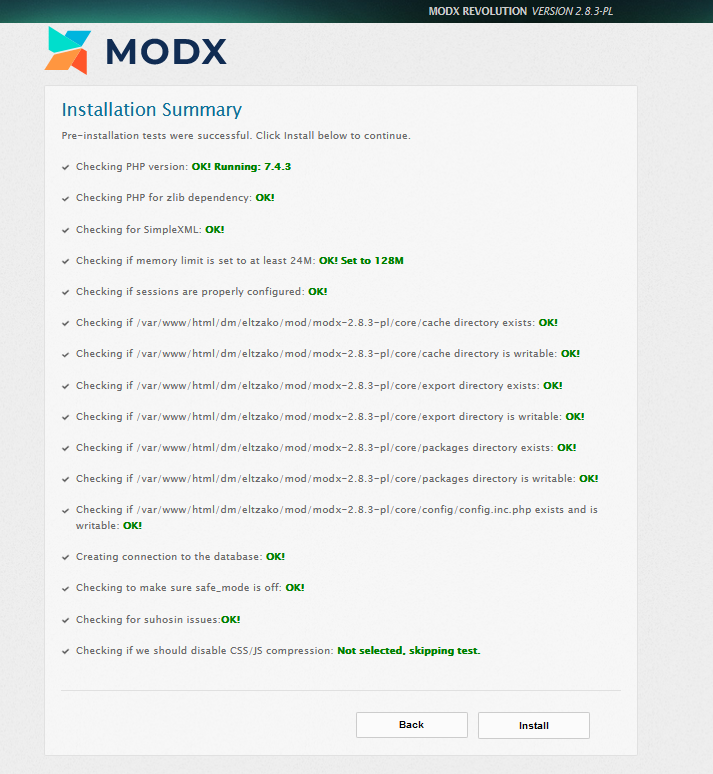 MODX REVOLUTION VERSION 2.8.3-PL
MODX
Installation Summary
Pre-installation tests were successful. Click Install below to continue.
Checking PHP version: OK! Running: 7.4.3
Checking PHP for zlib dependency: OK!
Checking for SimpleXML: OK!
Checking if memory limit is set to at least 24M: OK! Set to 128M
Checking if sessions are properly configured: OK!
Checking if /var/www/html/dm/eltzako/mod/modx-2.8.3-pl/core/cache directory exists: OK!
Checking if /var/www/html/dm/eltzako/mod/modx-2.8.3-pl/core/cache directory is writable: OK!
Checking if /var/www/html/dm/eltzako/mod/modx-2.8.3-pl/core/export directory exists: OK!
Checking if /var/www/html/dm/eltzako/mod/modx-2.8.3-pl/core/export directory is writable: OK!
Checking if /var/www/html/dm/eltzako/mod/modx-2.8.3-pl/core/packages directory exists: OK!
Checking if /var/www/html/dm/eltzako/mod/modx-2.8.3-pl/core/packages directory is writable: OK!
Checking if /var/www/html/dm/eltzako/mod/modx-2.8.3-pl/core/config/config.inc.php exists and is
writable: OK!
Creating connection to the database: OK!
Checking to make sure safe_mode is off: OK!
Checking for suhosin issues:OK!
Checking if we should disable CSS/JS compression: Not selected, skipping test.
Back
Install